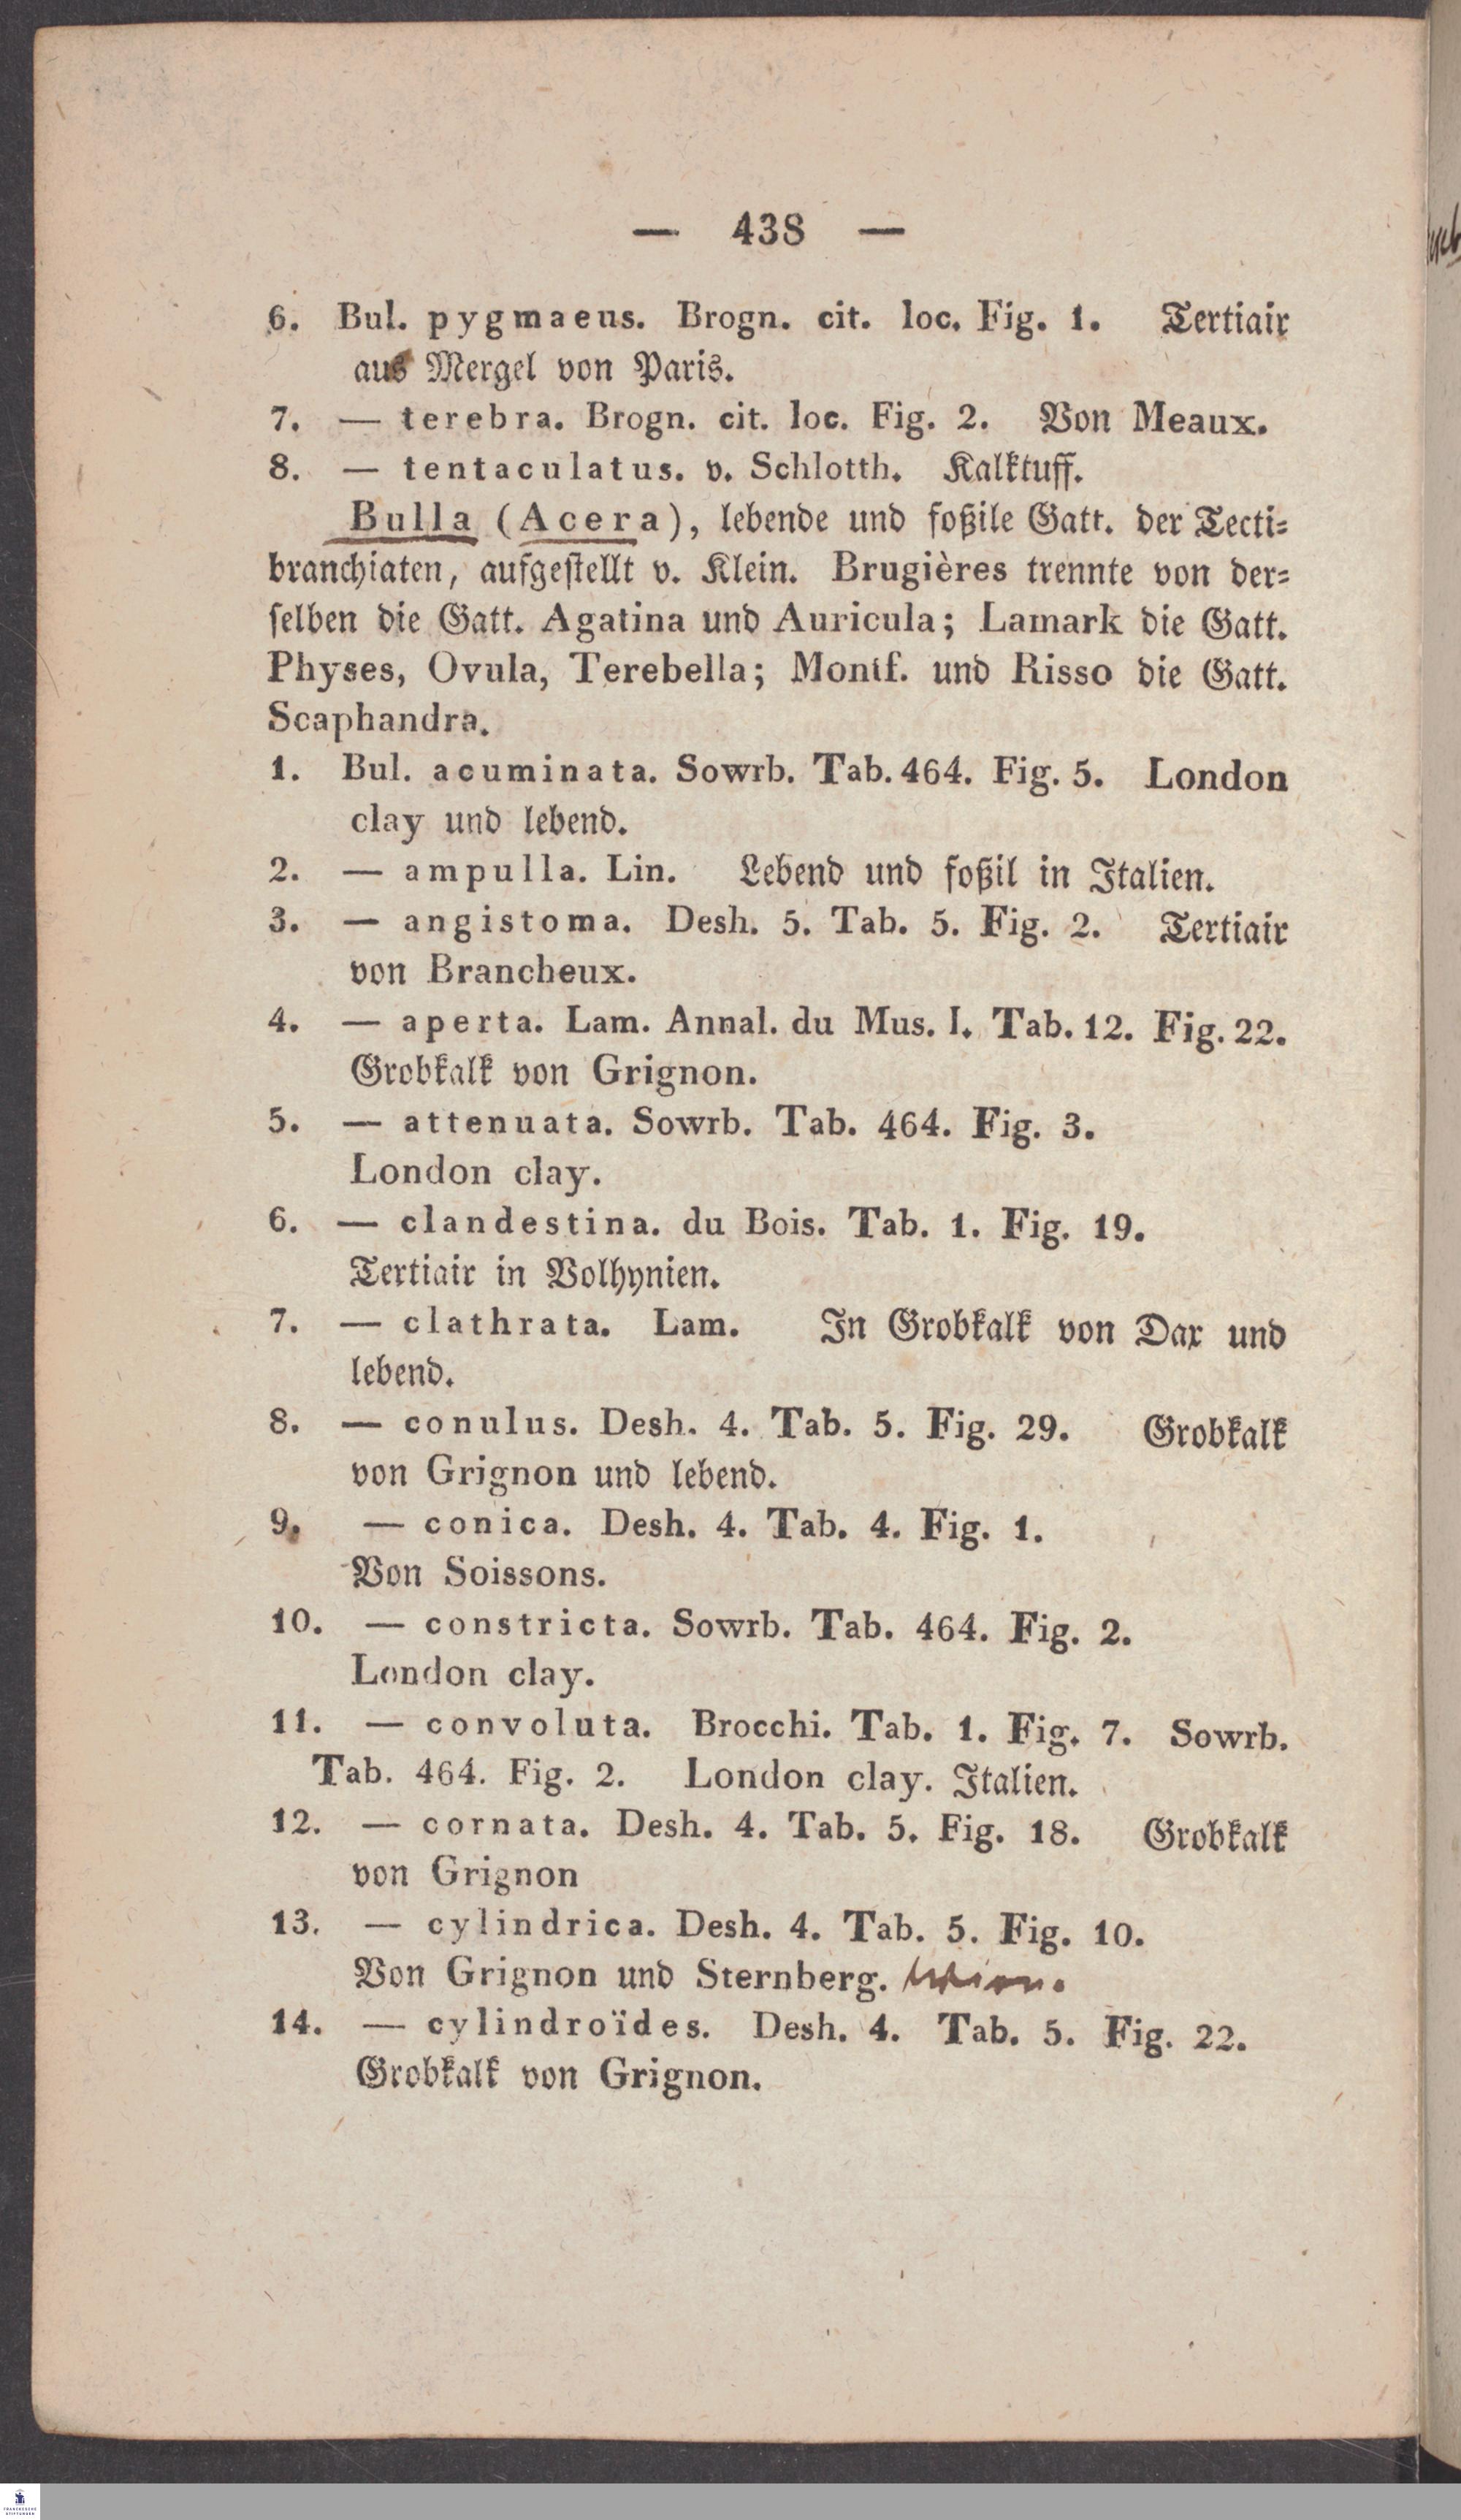 — 438 —
6. Bul. pygmaeus. Brogn. cit. loc. Fig. 1. Tertiair
aus Mergel von Paris.
7. — terebra. Brogn. cit. loc. Fig. 2. Von Meaux.
8. — tentaculatus. v. Schlotth. Kalktuff.
Bulla (Acera), lebende und foßile Gatt. der Tecti-
branchiaten, aufgestellt v. Klein. Brugières trennte von der-
selben die Gatt. Agatina und Auricula; Lamark die Gatt.
Physes, Ovula, Terebella; Montf. und Risso die Gatt.
Scaphandra.
1. Bul. acuminata. Sowrb. Tab. 464. Fig. 5. London
clay und lebend.
2. — ampulla. Lin. Lebend und foßil in Italien.
3. — angistoma. Desh. 5. Tab. 5. Fig. 2. Tertiair
von Brancheux.
4. — aperta. Lam. Annal. du Mus. I. Tab. 12. Fig. 22.
Grobkalk von Grignon.
5. — attenuata. Sowrb. Tab. 464. Fig. 3.
London clay.
6. — clandestina. du Bois. Tab. 1. Fig. 19.
Tertiair in Volhynien.
7. — clathrata. Lam. In Grobkalk von Dax und
lebend.
8. — conulus. Desh. 4. Tab. 5. Fig. 29. Grobkalk
von Grignon und lebend.
9. — conica. Desh. 4. Tab. 4. Fig. 1.
Von Soissons.
10. — constricta. Sowrb. Tab. 464. Fig. 2.
London clay.
11. — convoluta. Brocchi. Tab. 1. Fig. 7. Sowrb.
Tab. 464. Fig. 2. London clay. Italien.
12. — cornata. Desh. 4. Tab. 5. Fig. 18. Grobkalk
von Grignon
13. — cylindrica. Desh. 4. Tab. 5. Fig. 10.
Von Grignon und Sternberg. Wien.
14. — cylindroïdes. Desh. 4. Tab. 5. Fig. 22.
Grobkalk von Grignon.
FRANCKESCHE
STIFTUNGEN